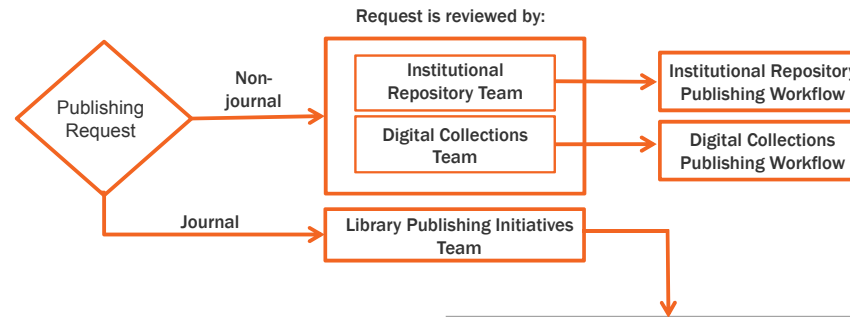 Request is reviewed by:
Non-
journal
Publishing
Request
Institutional
Repository Team
Institutional Repository
Publishing Workflow
Digital Collections
Team
Digital Collections
Publishing Workflow
Journal
Library Publishing Initiatives
Team